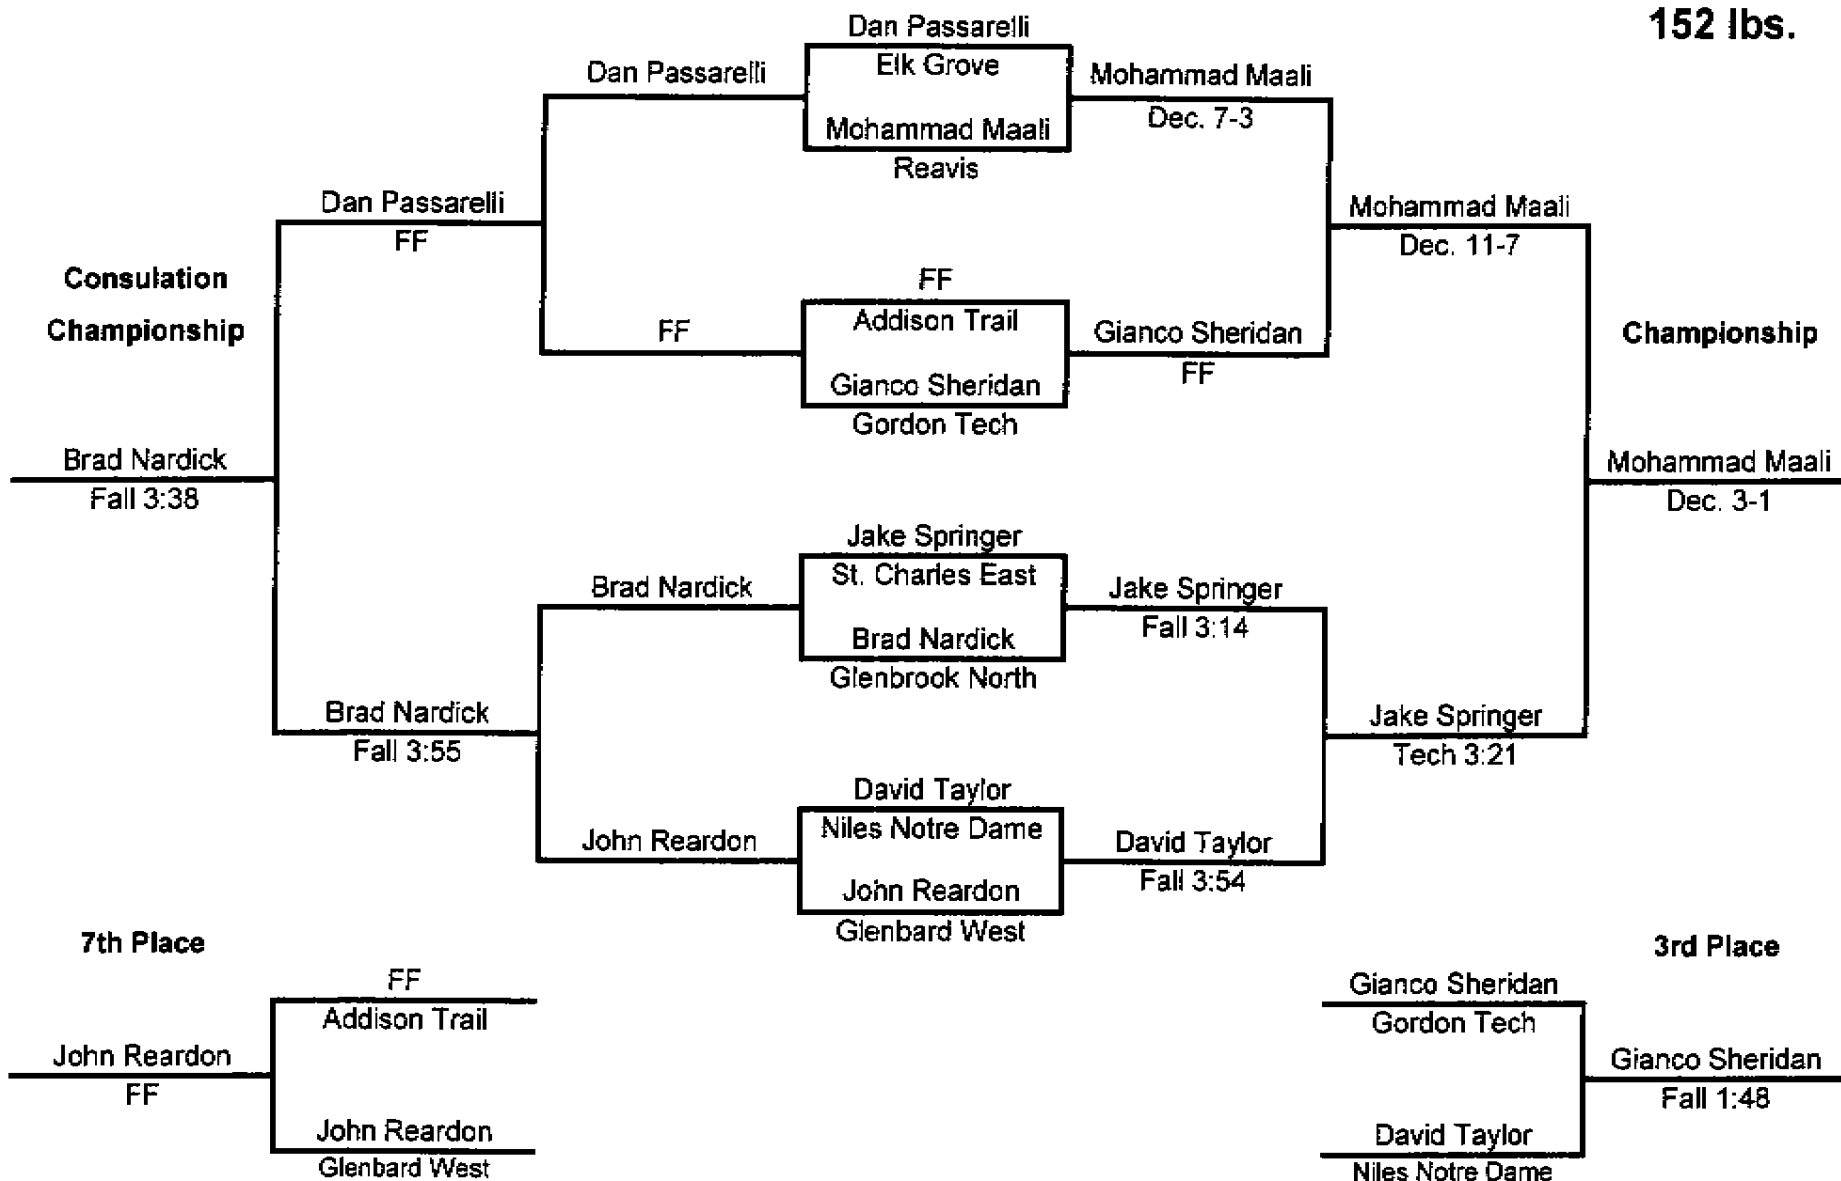 152 lbs.
Dan Passarelli
Elk Grove
Mohammad Maali
Reavis
Dan Passarelli
Mohammad Maali
Dec. 7-3
Dan Passarelli
FF
Mohammad Maali
Dec. 11-7
Consulation
Championship
FF
Addison Trail
Gianco Sheridan
Gordon Tech
FF
Gianco Sheridan
FF
Championship
Brad Nardick
Fall 3:38
Mohammad Maali
Dec. 3-1
Jake Springer
St. Charles East
Brad Nardick
Glenbrook North
Brad Nardick
Jake Springer
Fall 3:14
Brad Nardick
Fall 3:55
Jake Springer
Tech 3:21
David Taylor
Niles Notre Dame
John Reardon
Glenbard West
John Reardon
David Taylor
Fall 3:54
7th Place
FF
Addison Trail
John Reardon
FF
John Reardon
Glenbard West
3rd Place
Gianco Sheridan
Gordon Tech
Gianco Sheridan
Fall 1:48
David Taylor
Niles Notre Dame